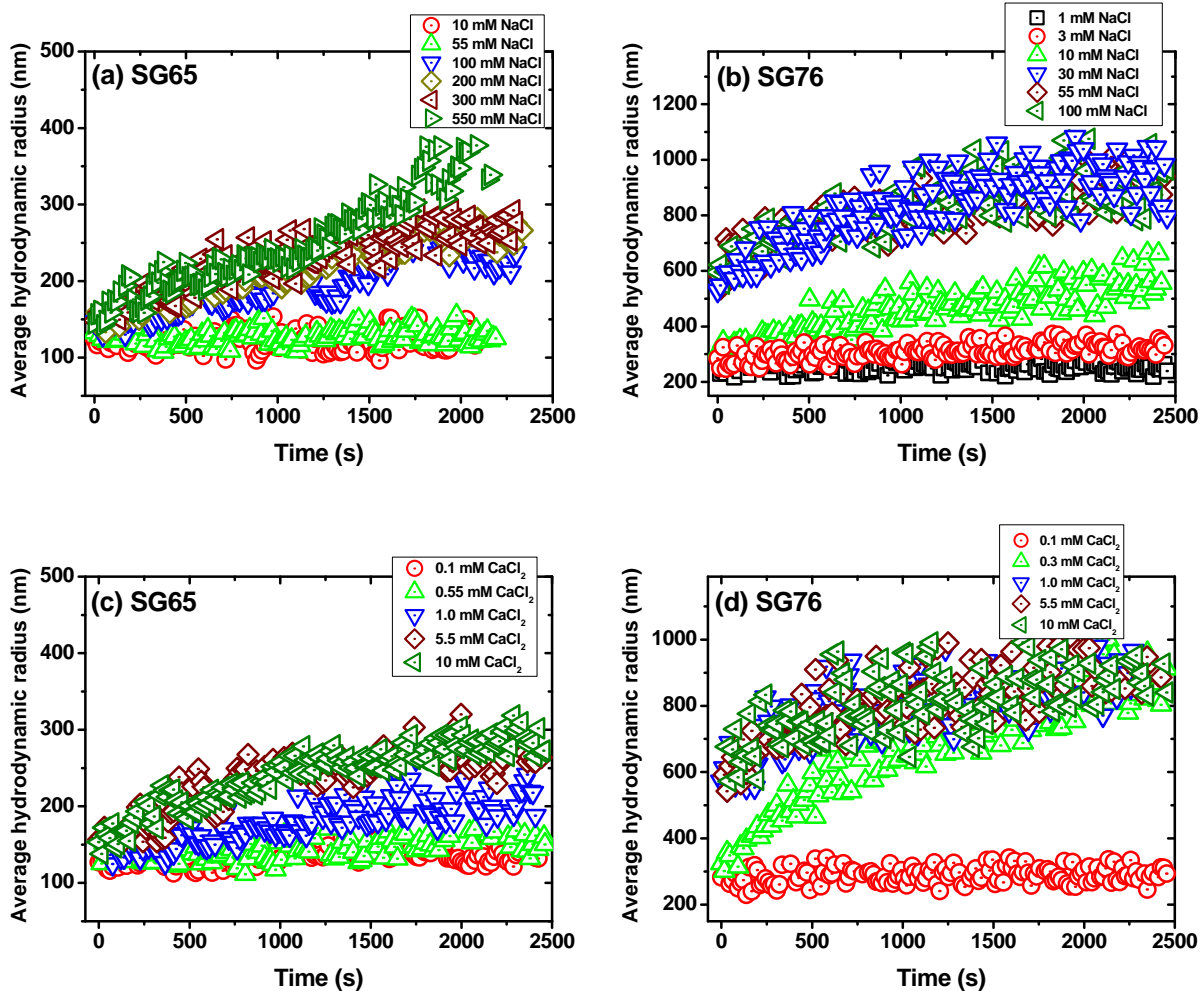 10 mM NaCl
55 mM NaCl
100 mM NaCl
200 mM NaCl
300 mM NaCl
550 mM NaCl
(a) SG65
Average hydrodynamic radius (nm)
500
400
300
200
100
0
500
1000
1500
2000
2500
Time (s)
1 mM NaCl
3 mM NaCl
10 mM NaCl
30 mM NaCl
55 mM NaCl
100 mM NaCl
(b) SG76
Average hydrodynamic radius (nm)
1200
1000
800
600
400
200
0
500
1000
1500
2000
2500
Time (s)
0.1 mM CaCl₂
0.55 mM CaCl₂
1.0 mM CaCl₂
5.5 mM CaCl₂
10 mM CaCl₂
(c) SG65
Average hydrodynamic radius (nm)
500
400
300
200
100
0
500
1000
1500
2000
2500
Time (s)
0.1 mM CaCl₂
0.3 mM CaCl₂
1.0 mM CaCl₂
5.5 mM CaCl₂
10 mM CaCl₂
(d) SG76
Average hydrodynamic radius (nm)
1000
800
600
400
200
0
500
1000
1500
2000
2500
Time (s)